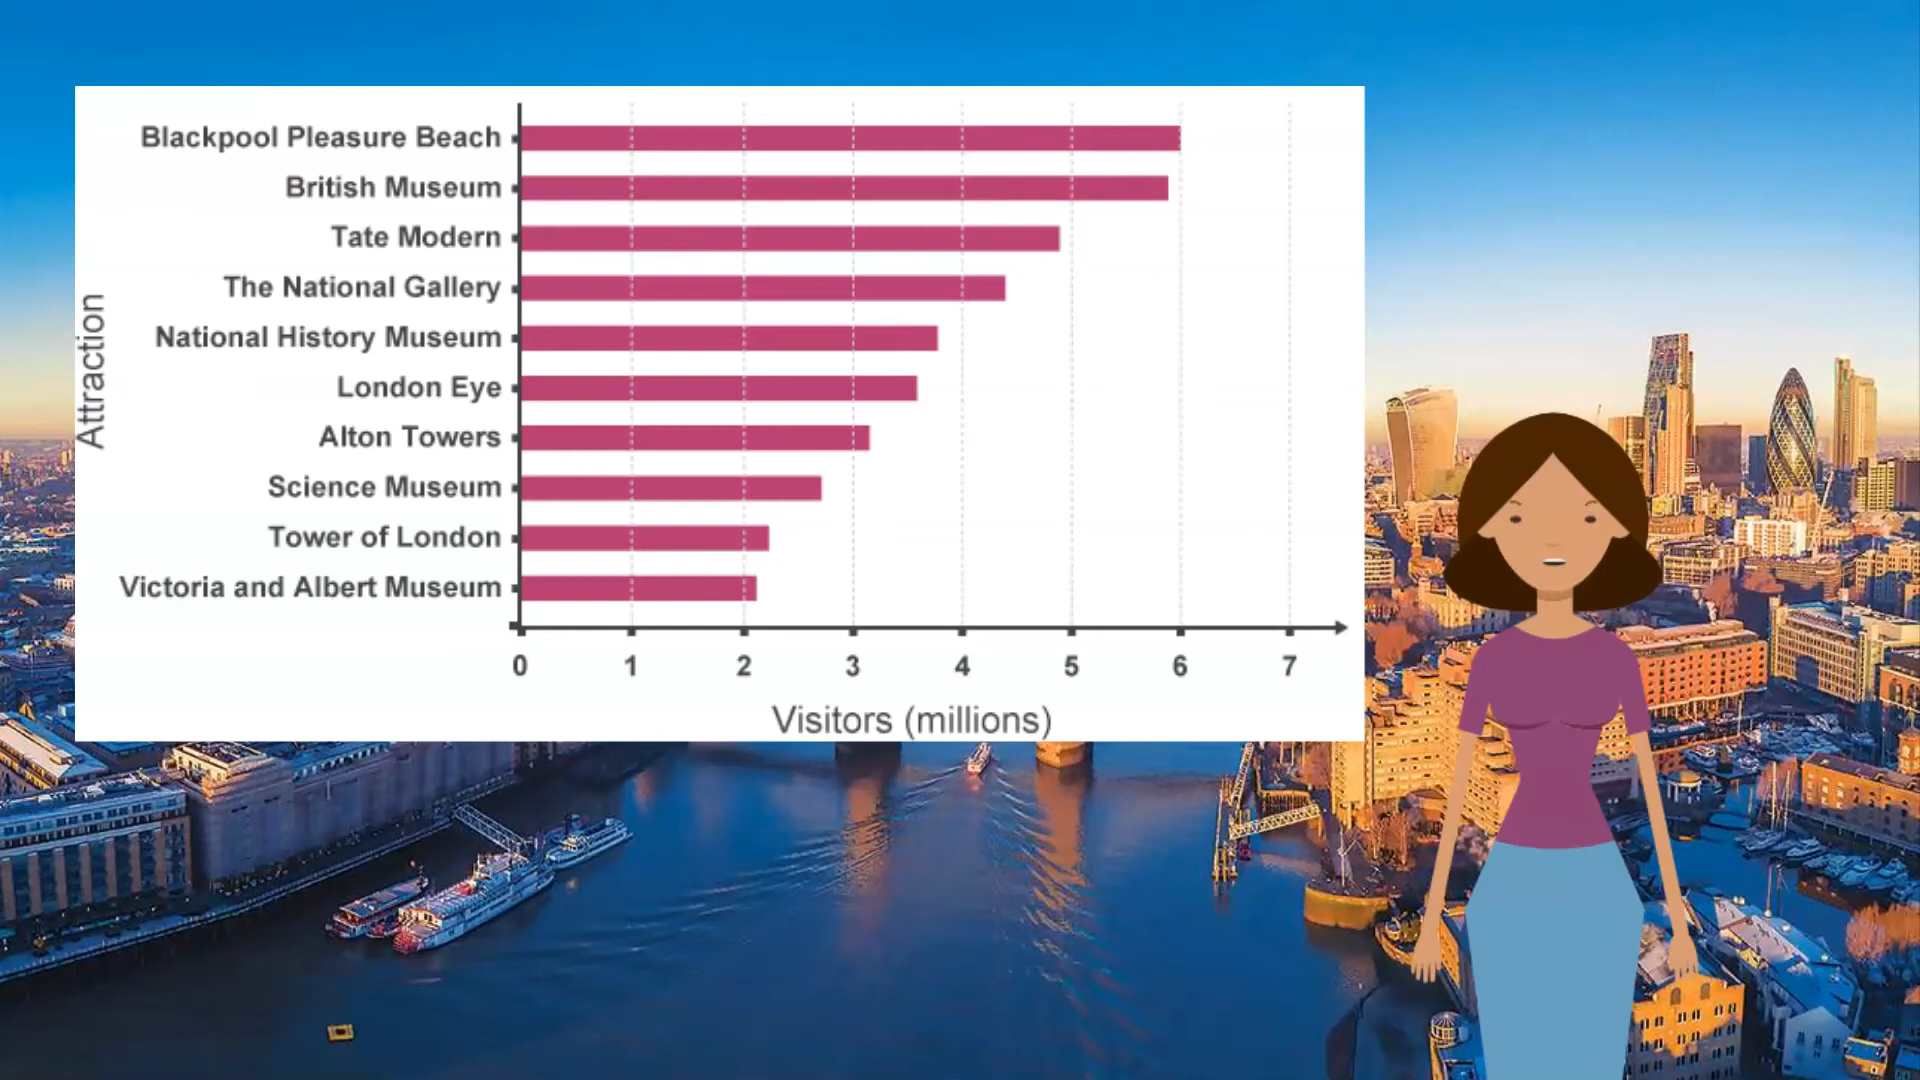 Blackpool Pleasure Beach
British Museum
Tate Modern
The National Gallery
National History Museum
London Eye
Alton Towers
Science Museum
Tower of London
Victoria and Albert Museum
Attraction
0 1 2 3 4 5 6 7
Visitors (millions)